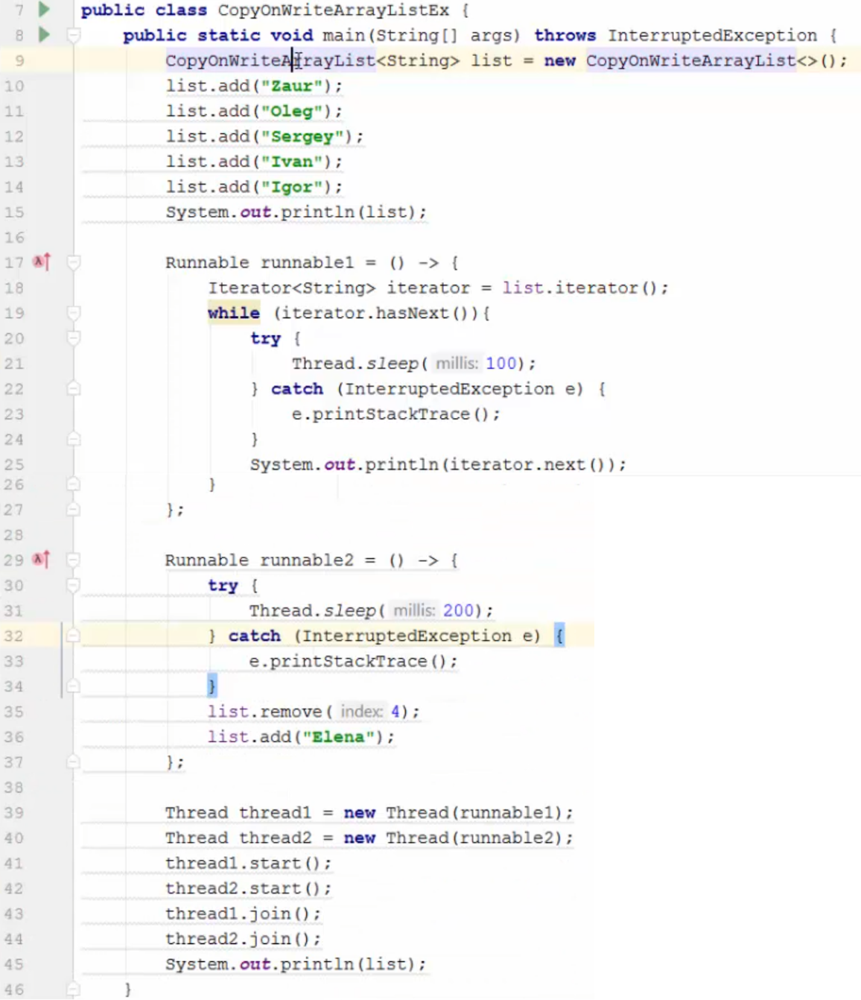 7 public class CopyOnWriteArrayListEx {
8 public static void main(String[] args) throws InterruptedException {
9 CopyOnWriteArrayList<String> list = new CopyOnWriteArrayList<>();
10 list.add("Zaur");
11 list.add("Oleg");
12 list.add("Sergey");
13 list.add("Ivan");
14 list.add("Igor");
15 System.out.println(list);
16
17 Runnable runnable1 = () -> {
18 Iterator<String> iterator = list.iterator();
19 while (iterator.hasNext()){
20 try {
21 Thread.sleep( millis: 100);
22 } catch (InterruptedException e) {
23 e.printStackTrace();
24 }
25 System.out.println(iterator.next());
26 }
27 };
28
29 Runnable runnable2 = () -> {
30 try {
31 Thread.sleep( millis: 200);
32 } catch (InterruptedException e) {
33 e.printStackTrace();
34 }
35 list.remove( index: 4);
36 list.add("Elena");
37 };
38
39 Thread thread1 = new Thread(runnable1);
40 Thread thread2 = new Thread(runnable2);
41 thread1.start();
42 thread2.start();
43 thread1.join();
44 thread2.join();
45 System.out.println(list);
46 }